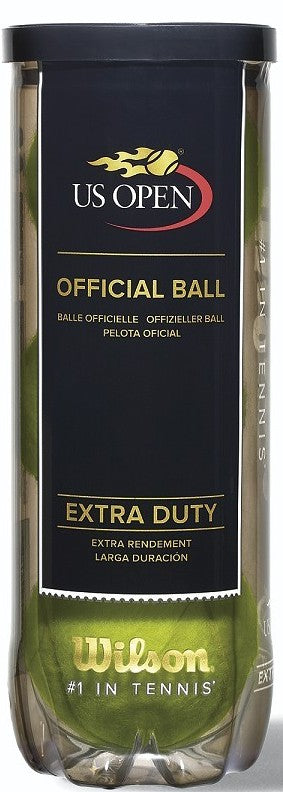 US OPEN
OFFICIAL BALL
BALLE OFFICIELLE OFFIZIELLER BALL
PELOTA OFICIAL
EXTRA DUTY
EXTRA RENDEMENT
LARGA DURACIÓN
Wilson.
#1 IN TENNIS'
#1 IN TENNIS'
EXT